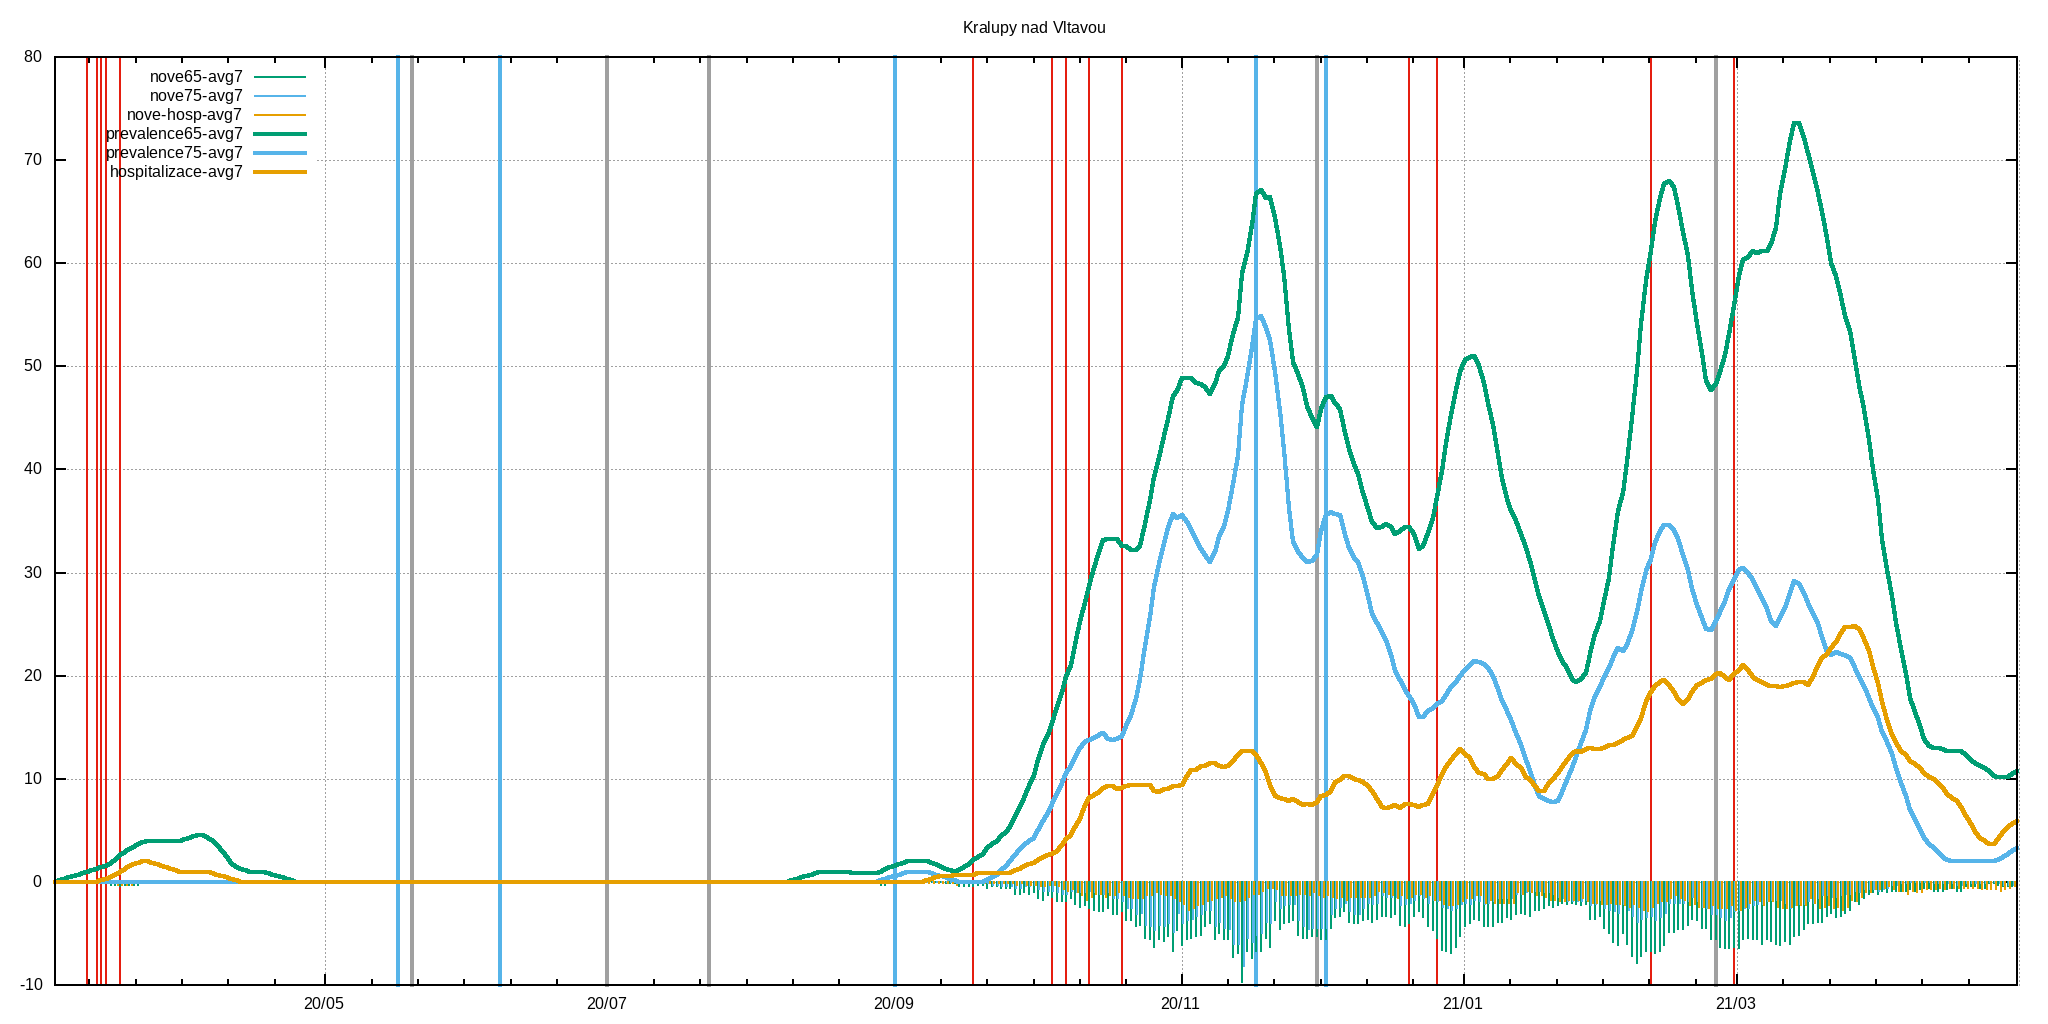 Kralupy nad Vltavou
80
70
60
50
40
30
20
10
0
-10
nove65-avg7
nove75-avg7
nove-hosp-avg7
prevalence65-avg7
prevalence75-avg7
hospitalizace-avg7
20/05
20/07
20/09
20/11
21/01
21/03